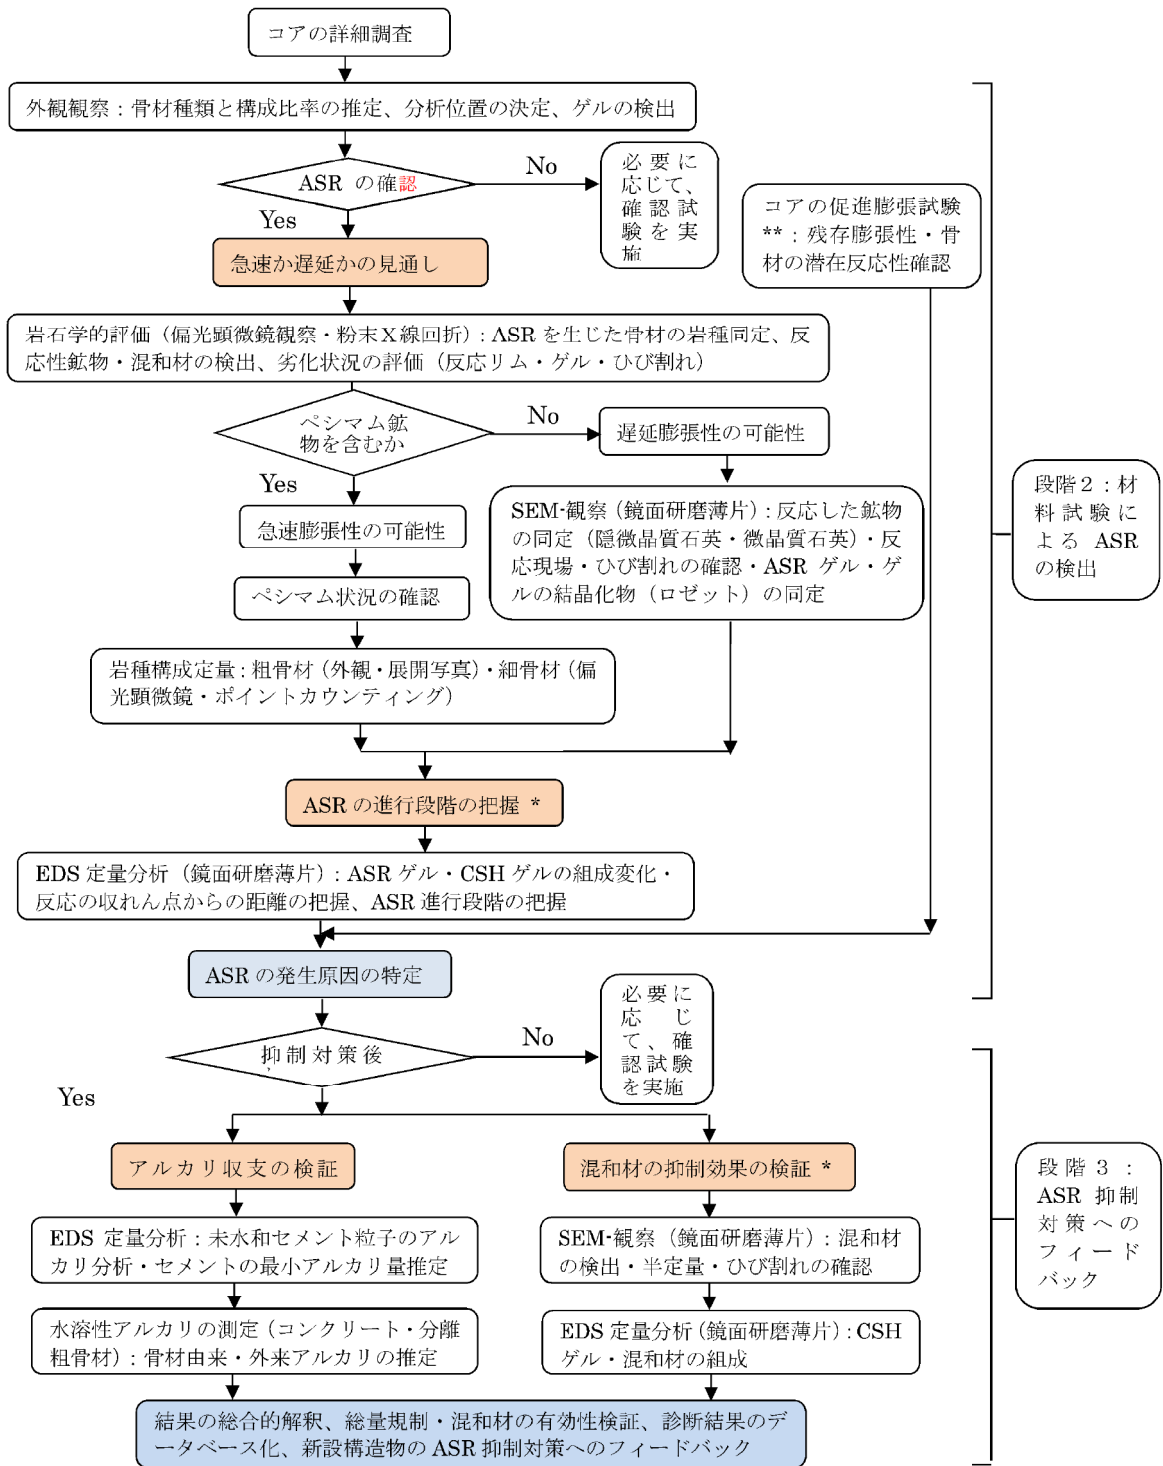 コアの詳細調査
外観観察：骨材種類と構成比率の推定、分析位置の決定、ゲルの検出
ASR の確認
No
必要に
応じて、
確認試
験を実
施
Yes
コアの促進膨張試験
**：残存膨張性・骨
材の潜在反応性確認
急速か遅延かの見通し
岩石学的評価（偏光顕微鏡観察・粉末Ｘ線回折）：ASR を生じた骨材の岩種同定、反
応性鉱物・混和材の検出、劣化状況の評価（反応リム・ゲル・ひび割れ）
ペシマム鉱
物を含むか
No
遅延膨張性の可能性
Yes
急速膨張性の可能性
SEM-観察（鏡面研磨薄片）：反応した鉱物
の同定（隠微晶質石英・微晶質石英）・反
応現場・ひび割れの確認・ASR ゲル・ゲ
ルの結晶化物（ロゼット）の同定
段階２：材
料試験に
よる ASR
の検出
ペシマム状況の確認
岩種構成定量：粗骨材（外観・展開写真）・細骨材（偏
光顕微鏡・ポイントカウンティング）
ASR の進行段階の把握 *
EDS 定量分析（鏡面研磨薄片）：ASR ゲル・CSH ゲルの組成変化・
反応の収れん点からの距離の把握、ASR 進行段階の把握
ASR の発生原因の特定
抑制対策後
No
必要に
応じ
て、確
認試験
を実施
Yes
アルカリ収支の検証
混和材の抑制効果の検証 *
段階３：
ASR 抑制
対策への
フィード
バック
EDS 定量分析：未水和セメント粒子のアル
カリ分析・セメントの最小アルカリ量推定
SEM-観察（鏡面研磨薄片）：混和材
の検出・半定量・ひび割れの確認
水溶性アルカリの測定（コンクリート・分離
粗骨材）：骨材由来・外来アルカリの推定
EDS 定量分析（鏡面研磨薄片）：CSH
ゲル・混和材の組成
結果の総合的解釈、総量規制・混和材の有効性検証、診断結果のデ
ータベース化、新設構造物の ASR 抑制対策へのフィードバック